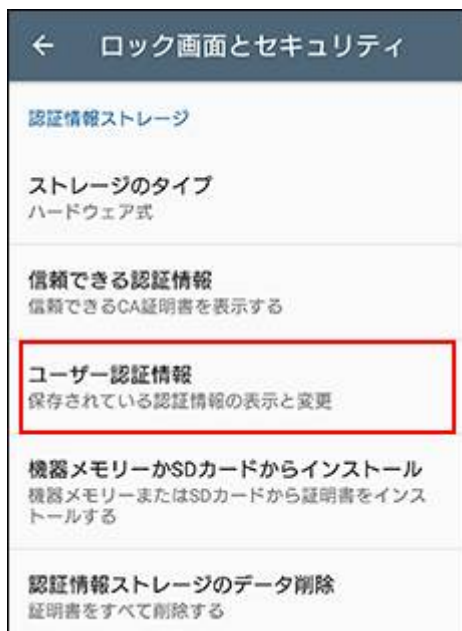 ← ロック画面とセキュリティ
認証情報ストレージ
ストレージのタイプ
ハードウェア式
信頼できる認証情報
信頼できるCA証明書を表示する
ユーザー認証情報
保存されている認証情報の表示と変更
機器メモリーかSDカードからインストール
機器メモリーまたはSDカードから証明書をインス
トールする
認証情報ストレージのデータ削除
証明書をすべて削除する